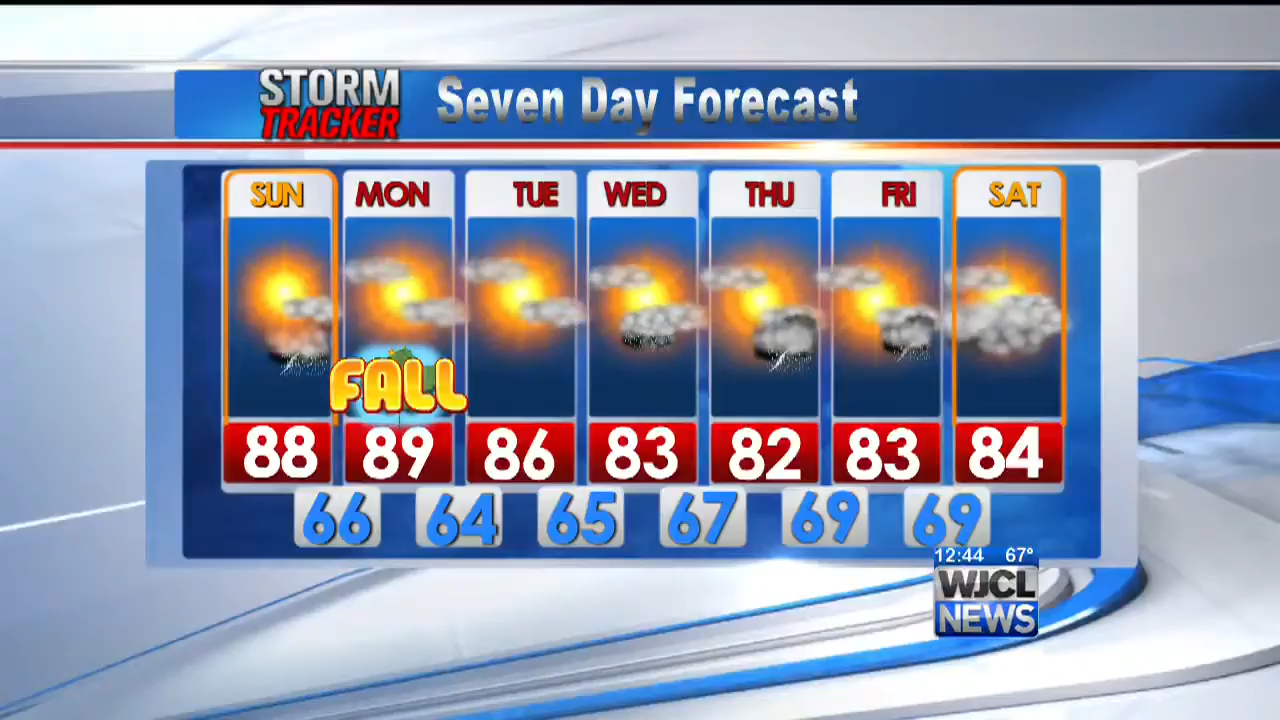 STORM
TRACKER
Seven Day Forecast
SUN MON TUE WED THU FRI SAT
FALL
88 89 86 83 82 83 84
66 64 65 67 69 69
12:44 67°
WJCL
NEWS